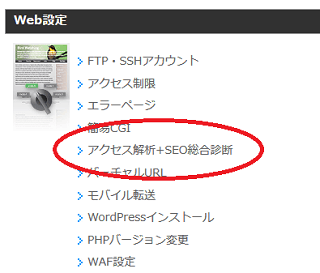 Web設定
FTP・SSHアカウント
アクセス制限
エラーページ
簡易CGI
アクセス解析+SEO総合診断
バーチャルURL
モバイル転送
WordPressインストール
PHPバージョン変更
WAF設定